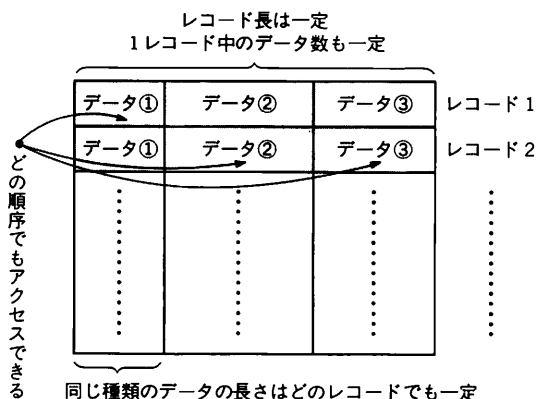 レコード長は一定
1レコード中のデータ数も一定
データ① データ② データ③ レコード1
データ① データ② データ③ レコード2
どの順序でもアクセスできる
同じ種類のデータの長さはどのレコードでも一定